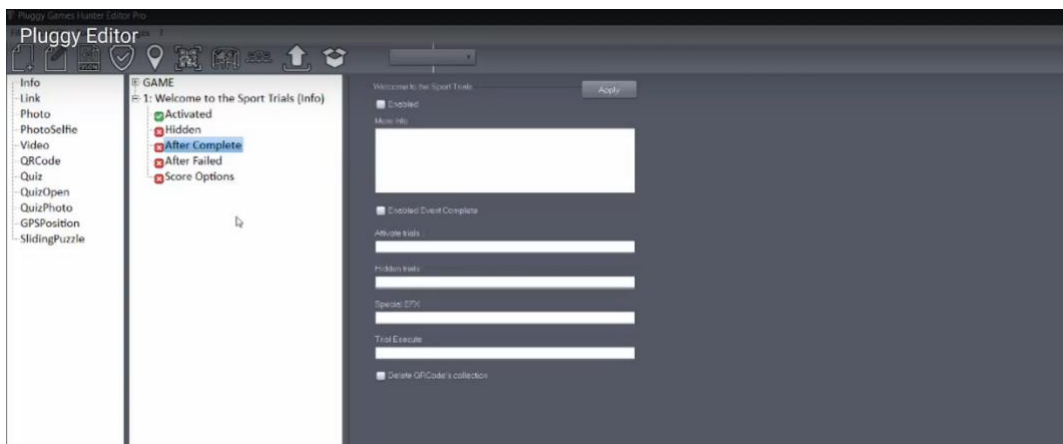 Pluggy Games Hunter Editor Pro
Pluggy Editor
Info
Link
Photo
PhotoSelfie
Video
QRCode
Quiz
QuizOpen
QuizPhoto
GPSPosition
SlidingPuzzle
GAME
1: Welcome to the Sport Trials (Info)
Activated
Hidden
After Complete
After Failed
Score Options
Welcome to the Sport Trials
Apply
Enabled
More Info
Enabled Event Complete
Activate trials
Hidden trials
Special EFX
Trial Execute
Delete QRCode's collection